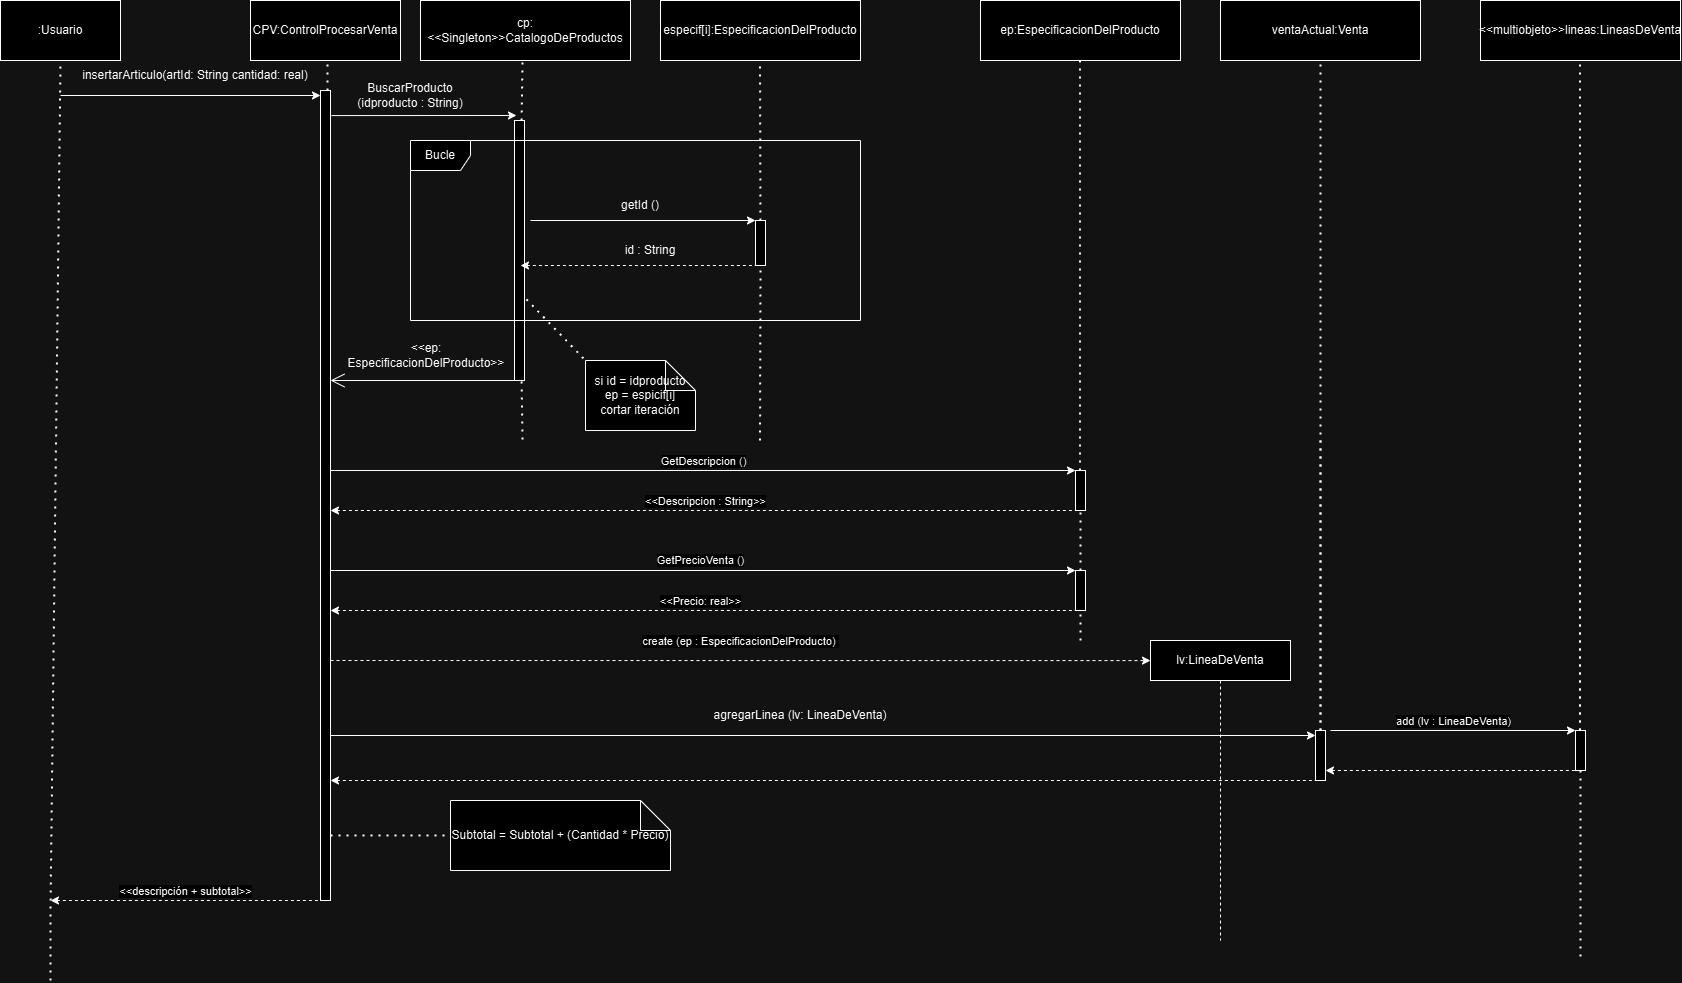 :Usuario
CPV:ControlProcesarVenta
cp:
<<Singleton>>CatalogoDeProductos
especif[i]:EspecificacionDelProducto
ep:EspecificacionDelProducto
ventaActual:Venta
<<multiobjeto>>lineas:LineasDeVenta
insertarArticulo(artId: String cantidad: real)
BuscarProducto
(idproducto : String)
Bucle
getId ()
id : String
<<ep:
EspecificacionDelProducto>>
si id = idproducto
ep = espicif[i]
cortar iteración
GetDescripcion ()
<<Descripcion : String>>
GetPrecioVenta ()
<<Precio: real>>
create (ep : EspecificacionDelProducto)
lv:LineaDeVenta
agregarLinea (lv: LineaDeVenta)
add (lv : LineaDeVenta)
Subtotal = Subtotal + (Cantidad * Precio)
<<descripción + subtotal>>